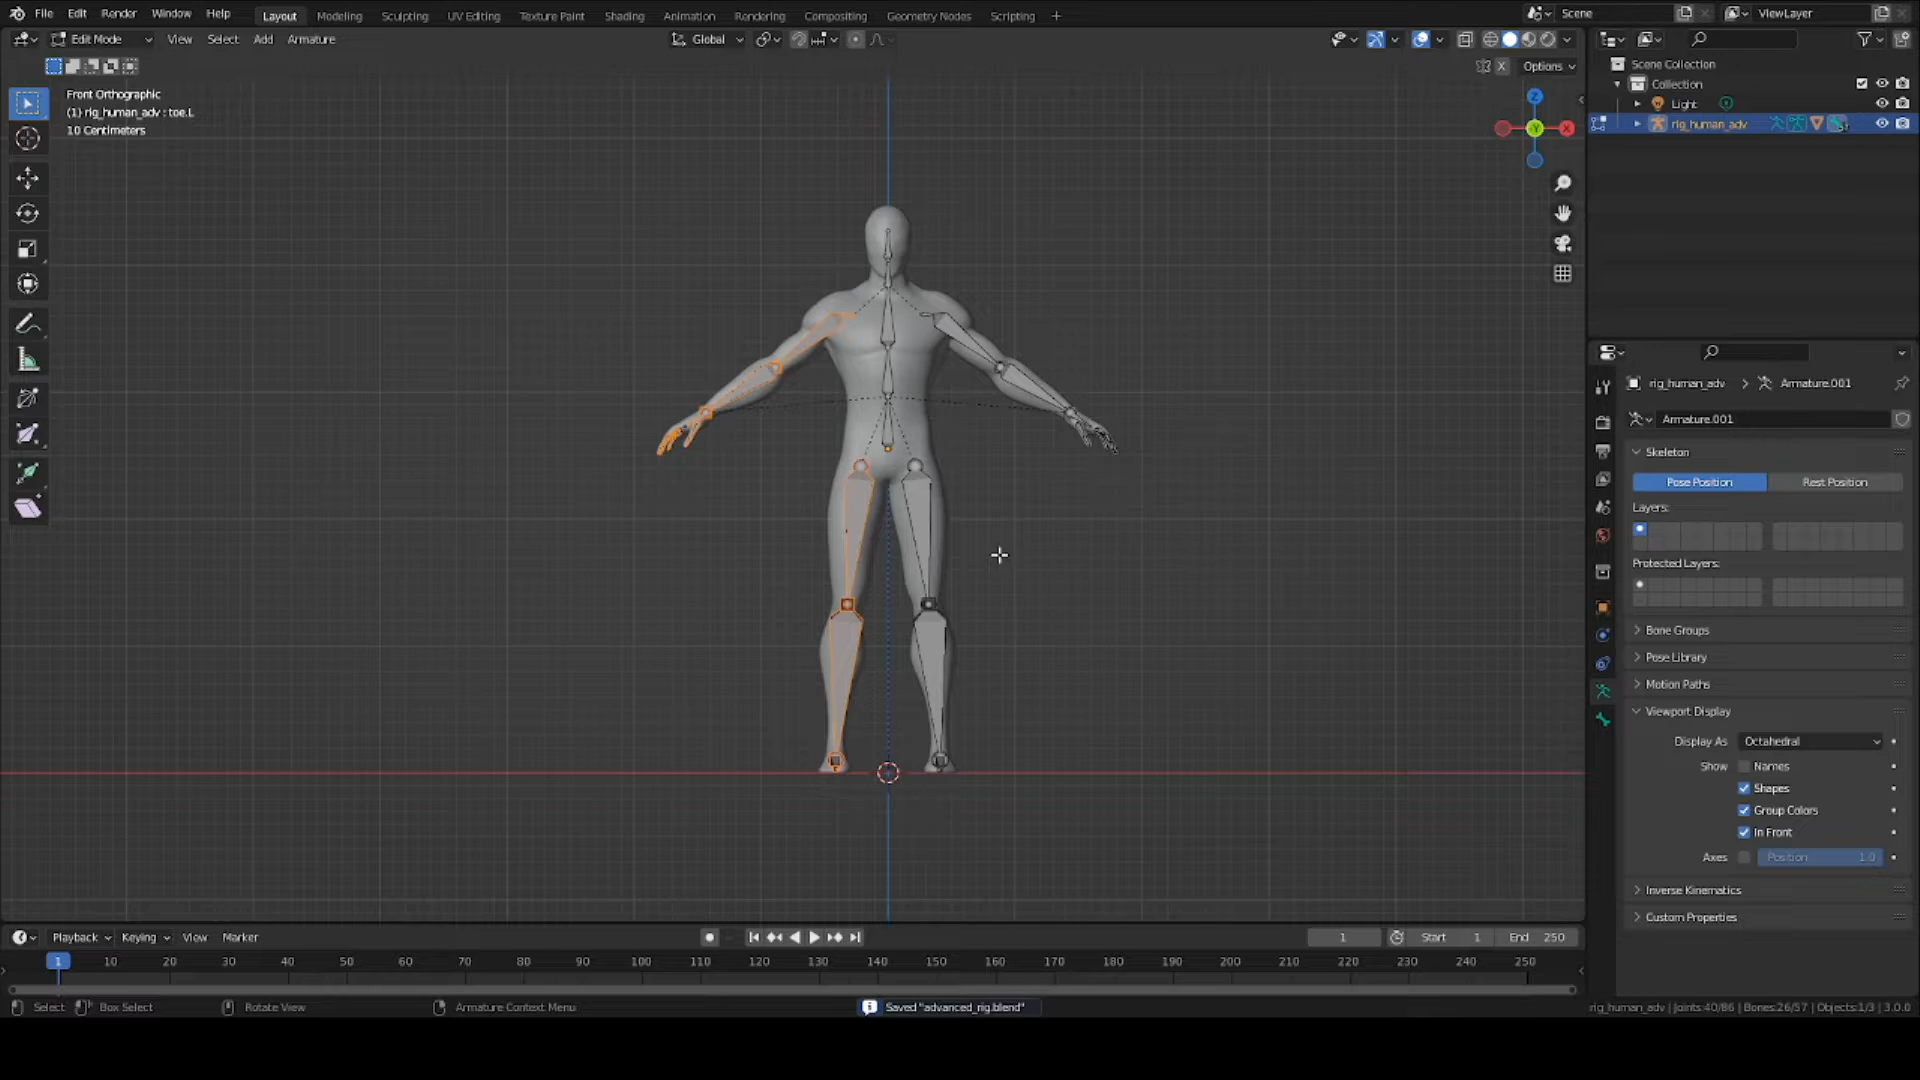 File Edit Render Window Help Layout Modeling Sculpting UV Editing Texture Paint Shading Animation Rendering Compositing Geometry Nodes Scripting + Scene ViewLayer
Edit Mode View Select Add Armature Global
X Options
Front Orthographic
(1) rig_human_adv : toe.L
10 Centimeters
Z
Y
X
Scene Collection
Collection
Light
rig_human_adv
rig_human_adv > Armature.001
Armature.001
Skeleton
Pose Position Rest Position
Layers:
Protected Layers:
Bone Groups
Pose Library
Motion Paths
Viewport Display
Display As Octahedral
Show Names
Shapes
Group Colors
In Front
Axes Position 1.0
Inverse Kinematics
Custom Properties
Playback Keying View Marker 1 Start 1 End 250
1 10 20 30 40 50 60 70 80 90 100 110 120 130 140 150 160 170 180 190 200 210 220 230 240 250
Select Box Select Rotate View Armature Context Menu Saved "advanced_rig.blend" rig_human_adv | Joints:40/86 | Bones:26/57 | Objects:1/3 | 3.0.0